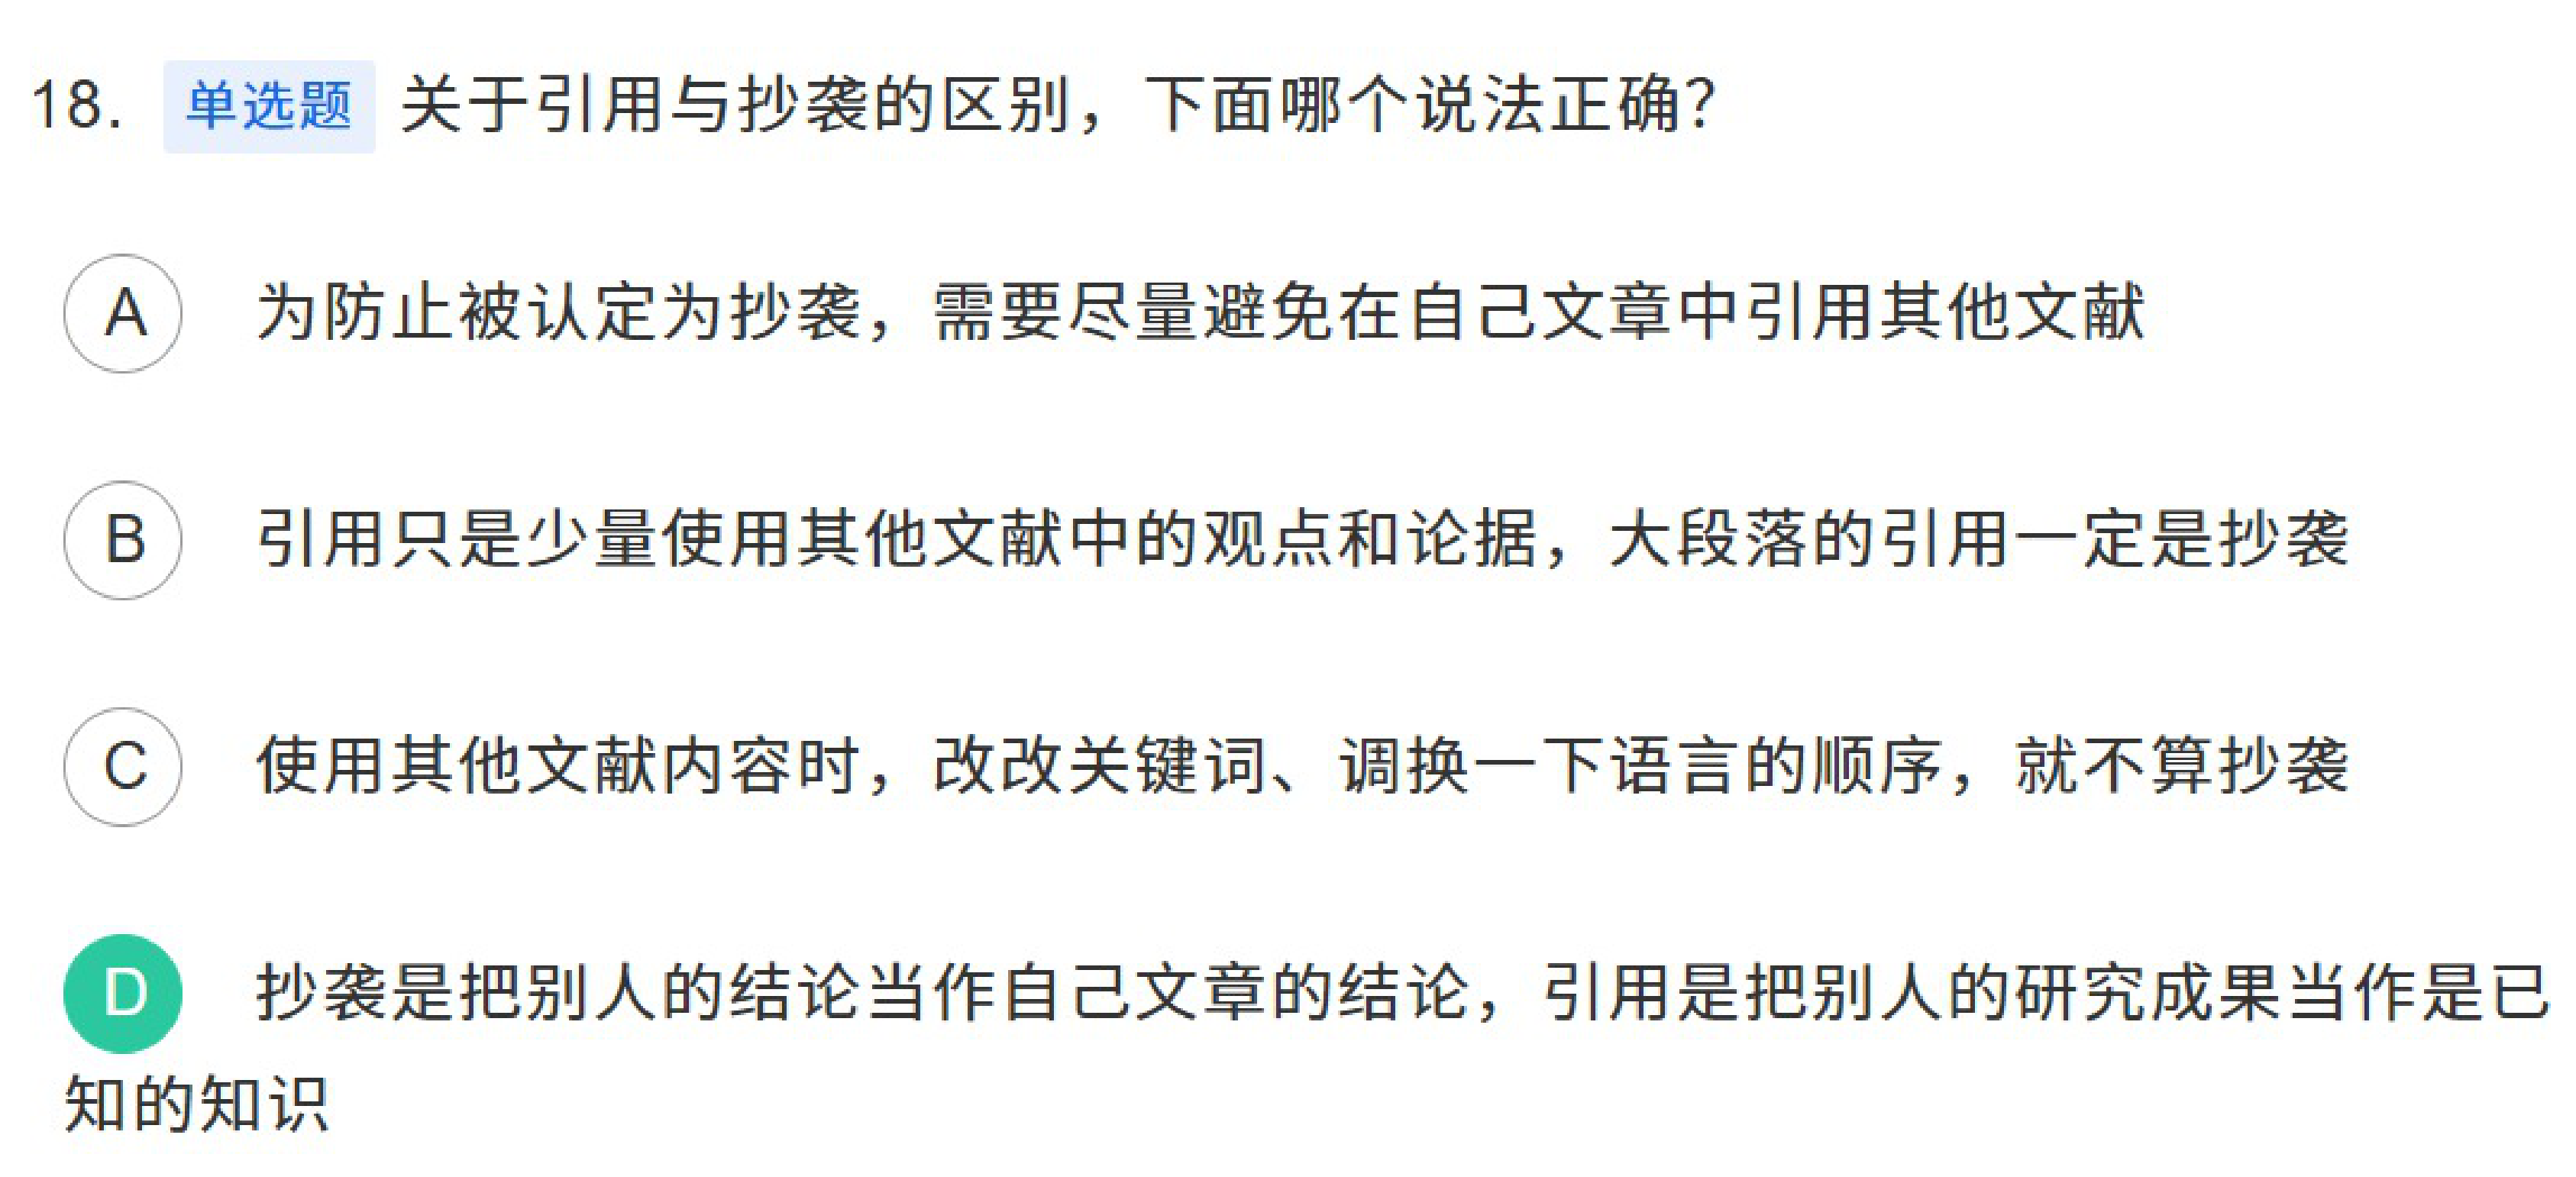 18. 单选题 关于引用与抄袭的区别，下面哪个说法正确？
A 为防止被认定为抄袭，需要尽量避免在自己文章中引用其他文献
B 引用只是少量使用其他文献中的观点和论据，大段落的引用一定是抄袭
C 使用其他文献内容时，改改关键词、调换一下语言的顺序，就不算抄袭
D 抄袭是把别人的结论当作自己文章的结论，引用是把别人的研究成果当作是已
知的知识